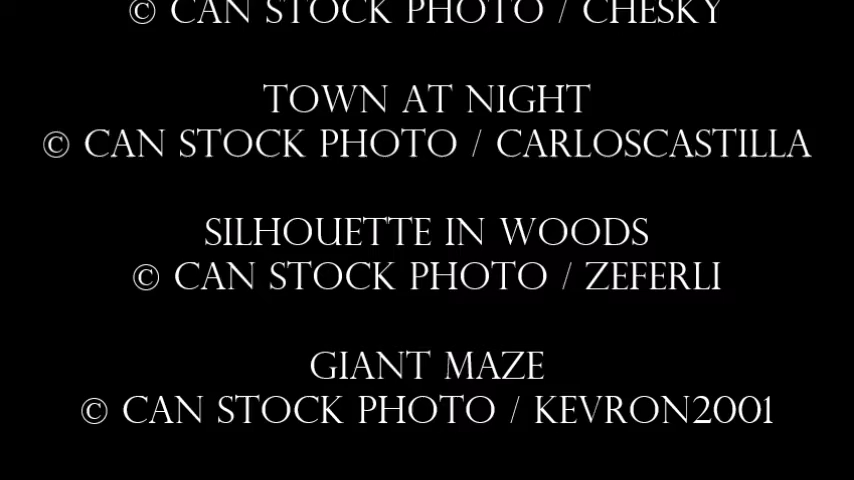 © CAN STOCK PHOTO / CHESKY
TOWN AT NIGHT
© CAN STOCK PHOTO / CARLOSCASTILLA
SILHOUETTE IN WOODS
© CAN STOCK PHOTO / ZEFERLI
GIANT MAZE
© CAN STOCK PHOTO / KEVRON2001